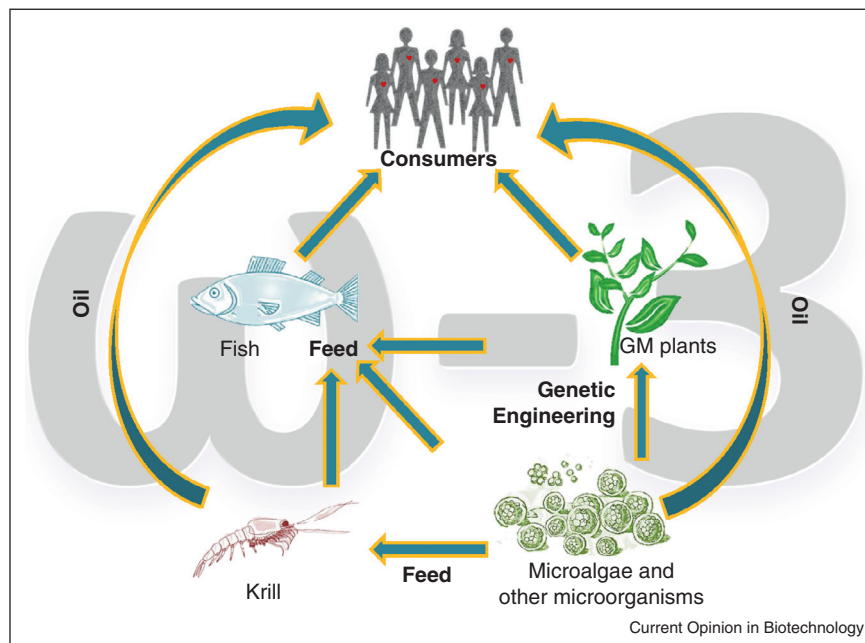 Consumers
Oil
Oil
Fish
Feed
GM plants
Genetic
Engineering
Krill
Feed
Microalgae and
other microorganisms
ω-3
Current Opinion in Biotechnology